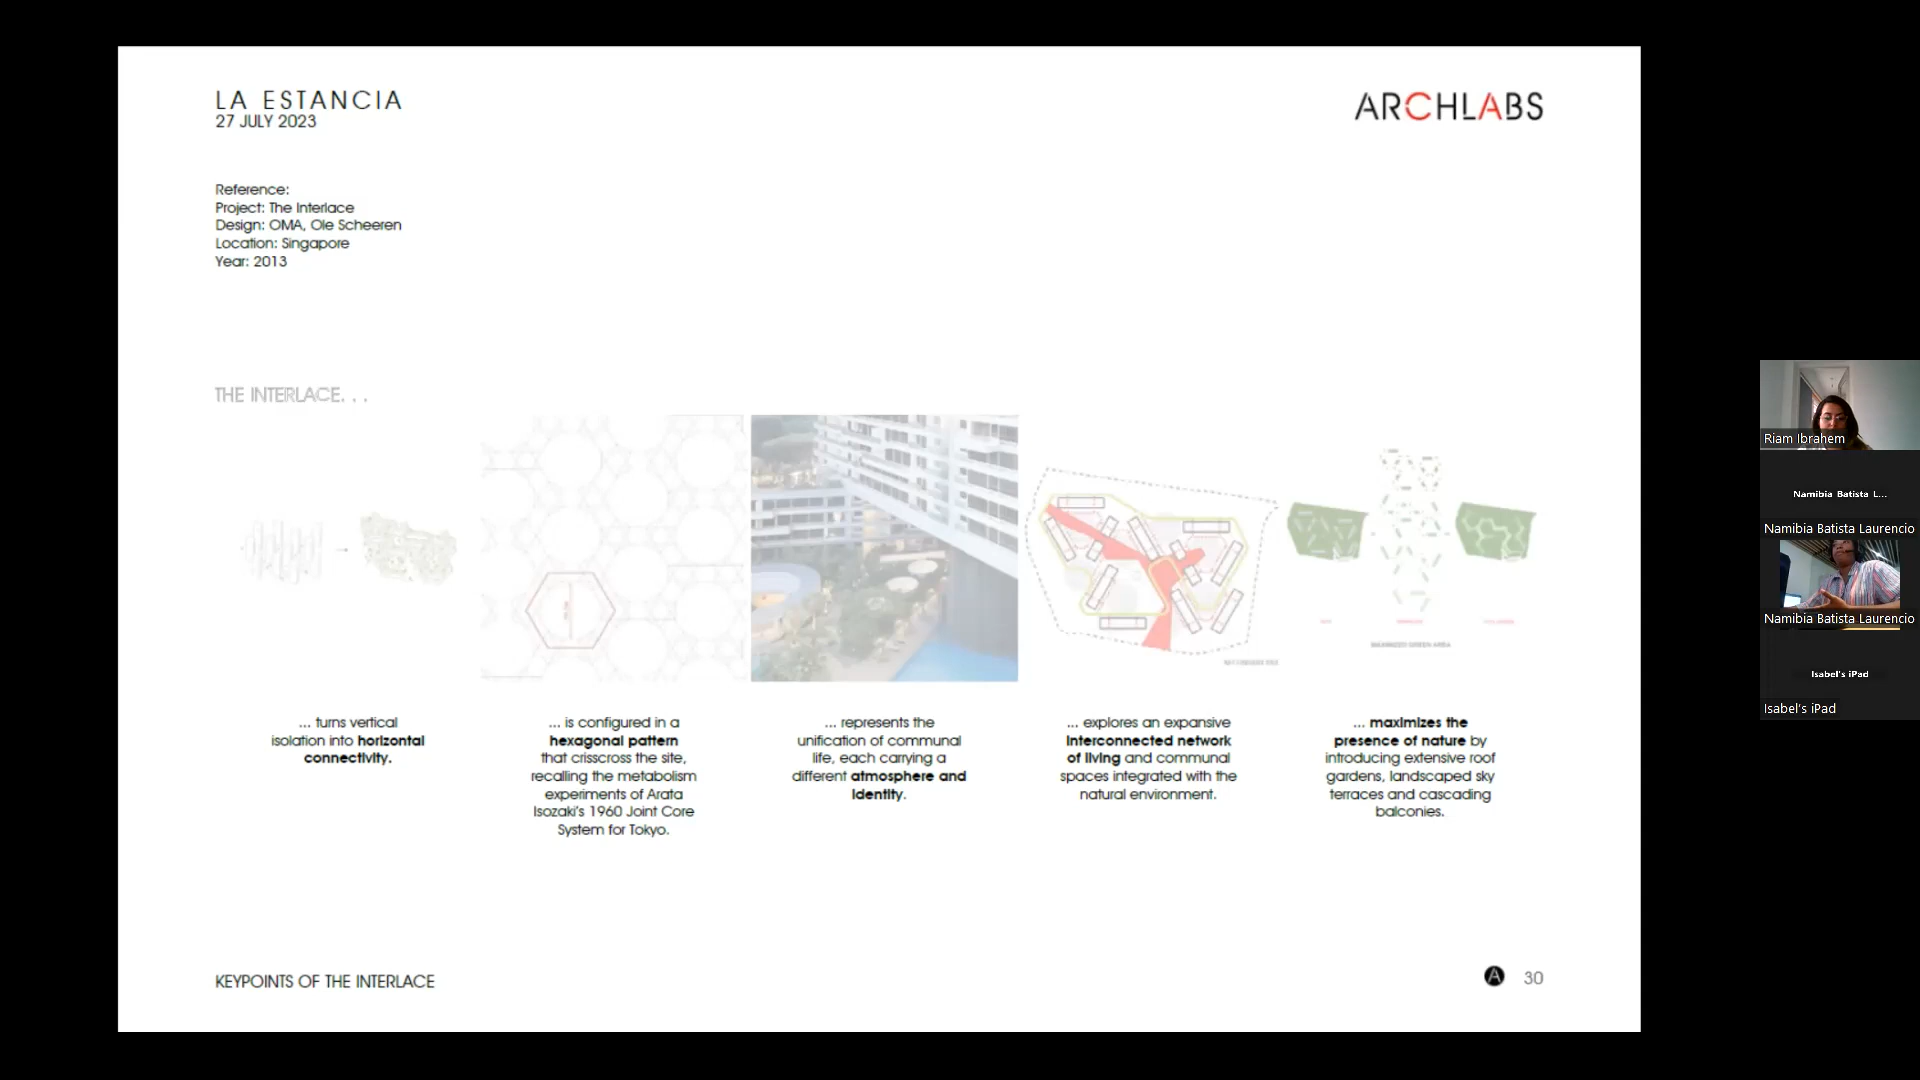 LA ESTANCIA
27 JULY 2023
ARCHLABS
Reference:
Project: The Interlace
Design: OMA, Ole Scheeren
Location: Singapore
Year: 2013
THE INTERLACE. . .
... turns vertical
isolation into horizontal
connectivity.
... is configured in a
hexagonal pattern
that crisscross the site,
recalling the metabolism
experiments of Arata
Isozaki's 1960 Joint Core
System for Tokyo.
... represents the
unification of communal
life, each carrying a
different atmosphere and
identity.
... explores an expansive
interconnected network
of living and communal
spaces integrated with the
natural environment.
MAXIMIZED GREEN AREA
... maximizes the
presence of nature by
introducing extensive roof
gardens, landscaped sky
terraces and cascading
balconies.
KEYPOINTS OF THE INTERLACE
A 30
Riam Ibrahem
Namibia Batista L...
Namibia Batista Laurencio
Namibia Batista Laurencio
Isabel's iPad
Isabel's iPad